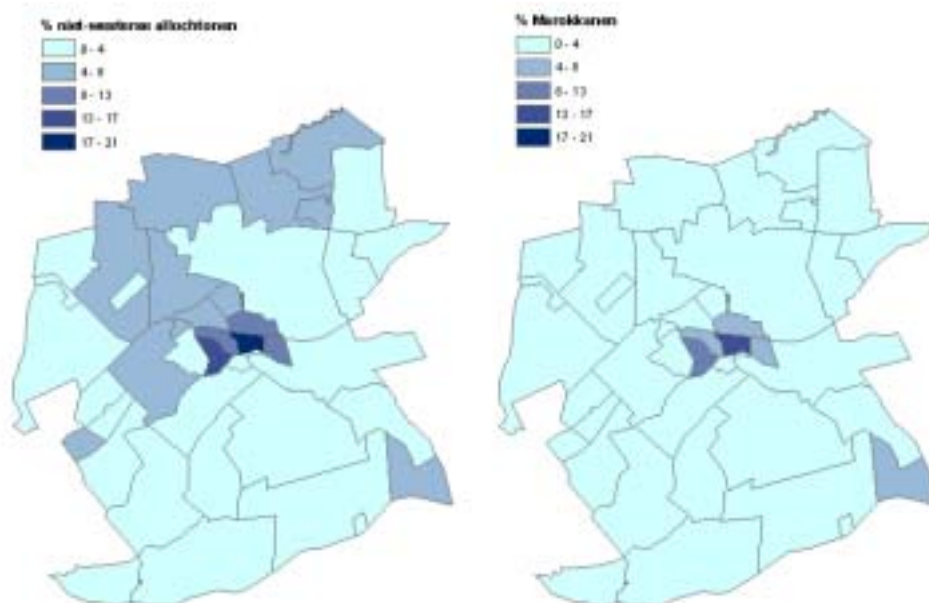 % niet-westerse allochtonen
0 - 4
4 - 8
8 - 13
13 - 17
17 - 21
% Marokkanen
0 - 4
4 - 8
8 - 13
13 - 17
17 - 21